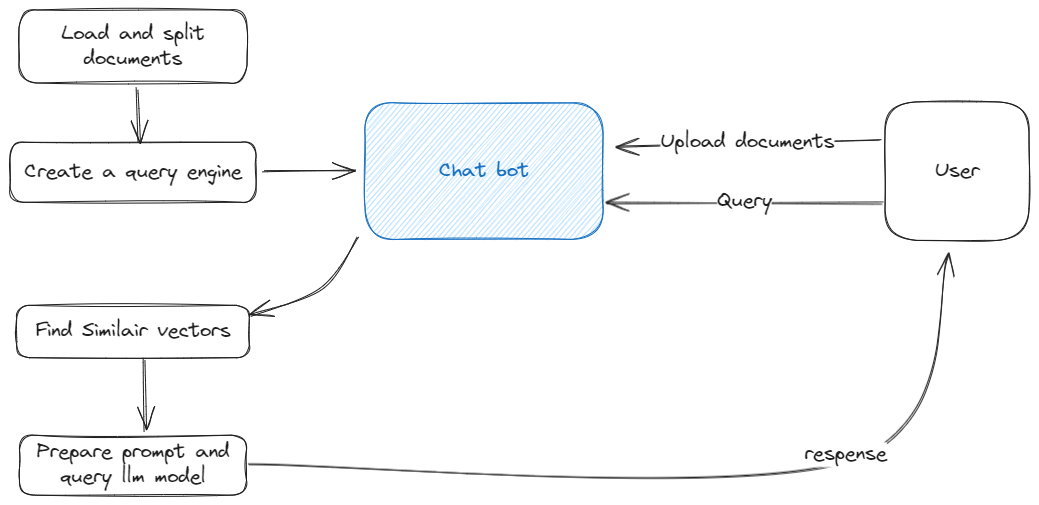 Load and split
documents
Create a query engine
Chat bot
Upload documents
Query
User
Find Similair vectors
Prepare prompt and
query llm model
response